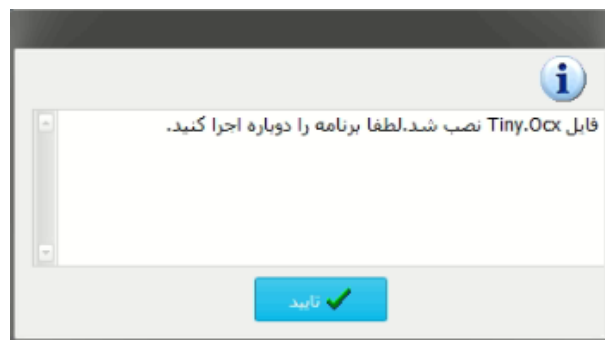 فایل Tiny.Ocx نصب شد.لطفا برنامه را دوباره اجرا کنید.
تایید